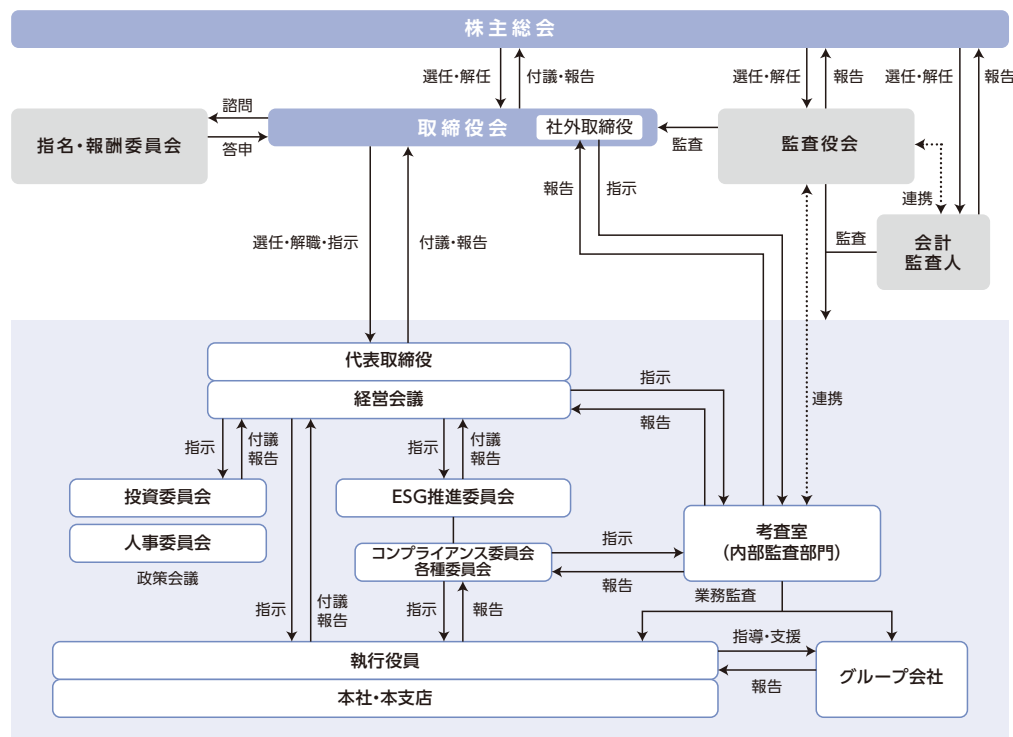 株主総会
選任・解任
付議・報告
選任・解任
報告
選任・解任
報告
指名・報酬委員会
諮問
答申
取締役会
社外取締役
監査
監査役会
連携
会計
監査人
監査
報告
指示
選任・解職・指示
付議・報告
代表取締役
経営会議
指示
報告
連携
指示
付議
報告
指示
付議
報告
投資委員会
人事委員会
政策会議
ESG推進委員会
コンプライアンス委員会
各種委員会
指示
報告
考査室
(内部監査部門)
業務監査
指示
付議
報告
指示
報告
執行役員
本社・本支店
指導・支援
報告
グループ会社